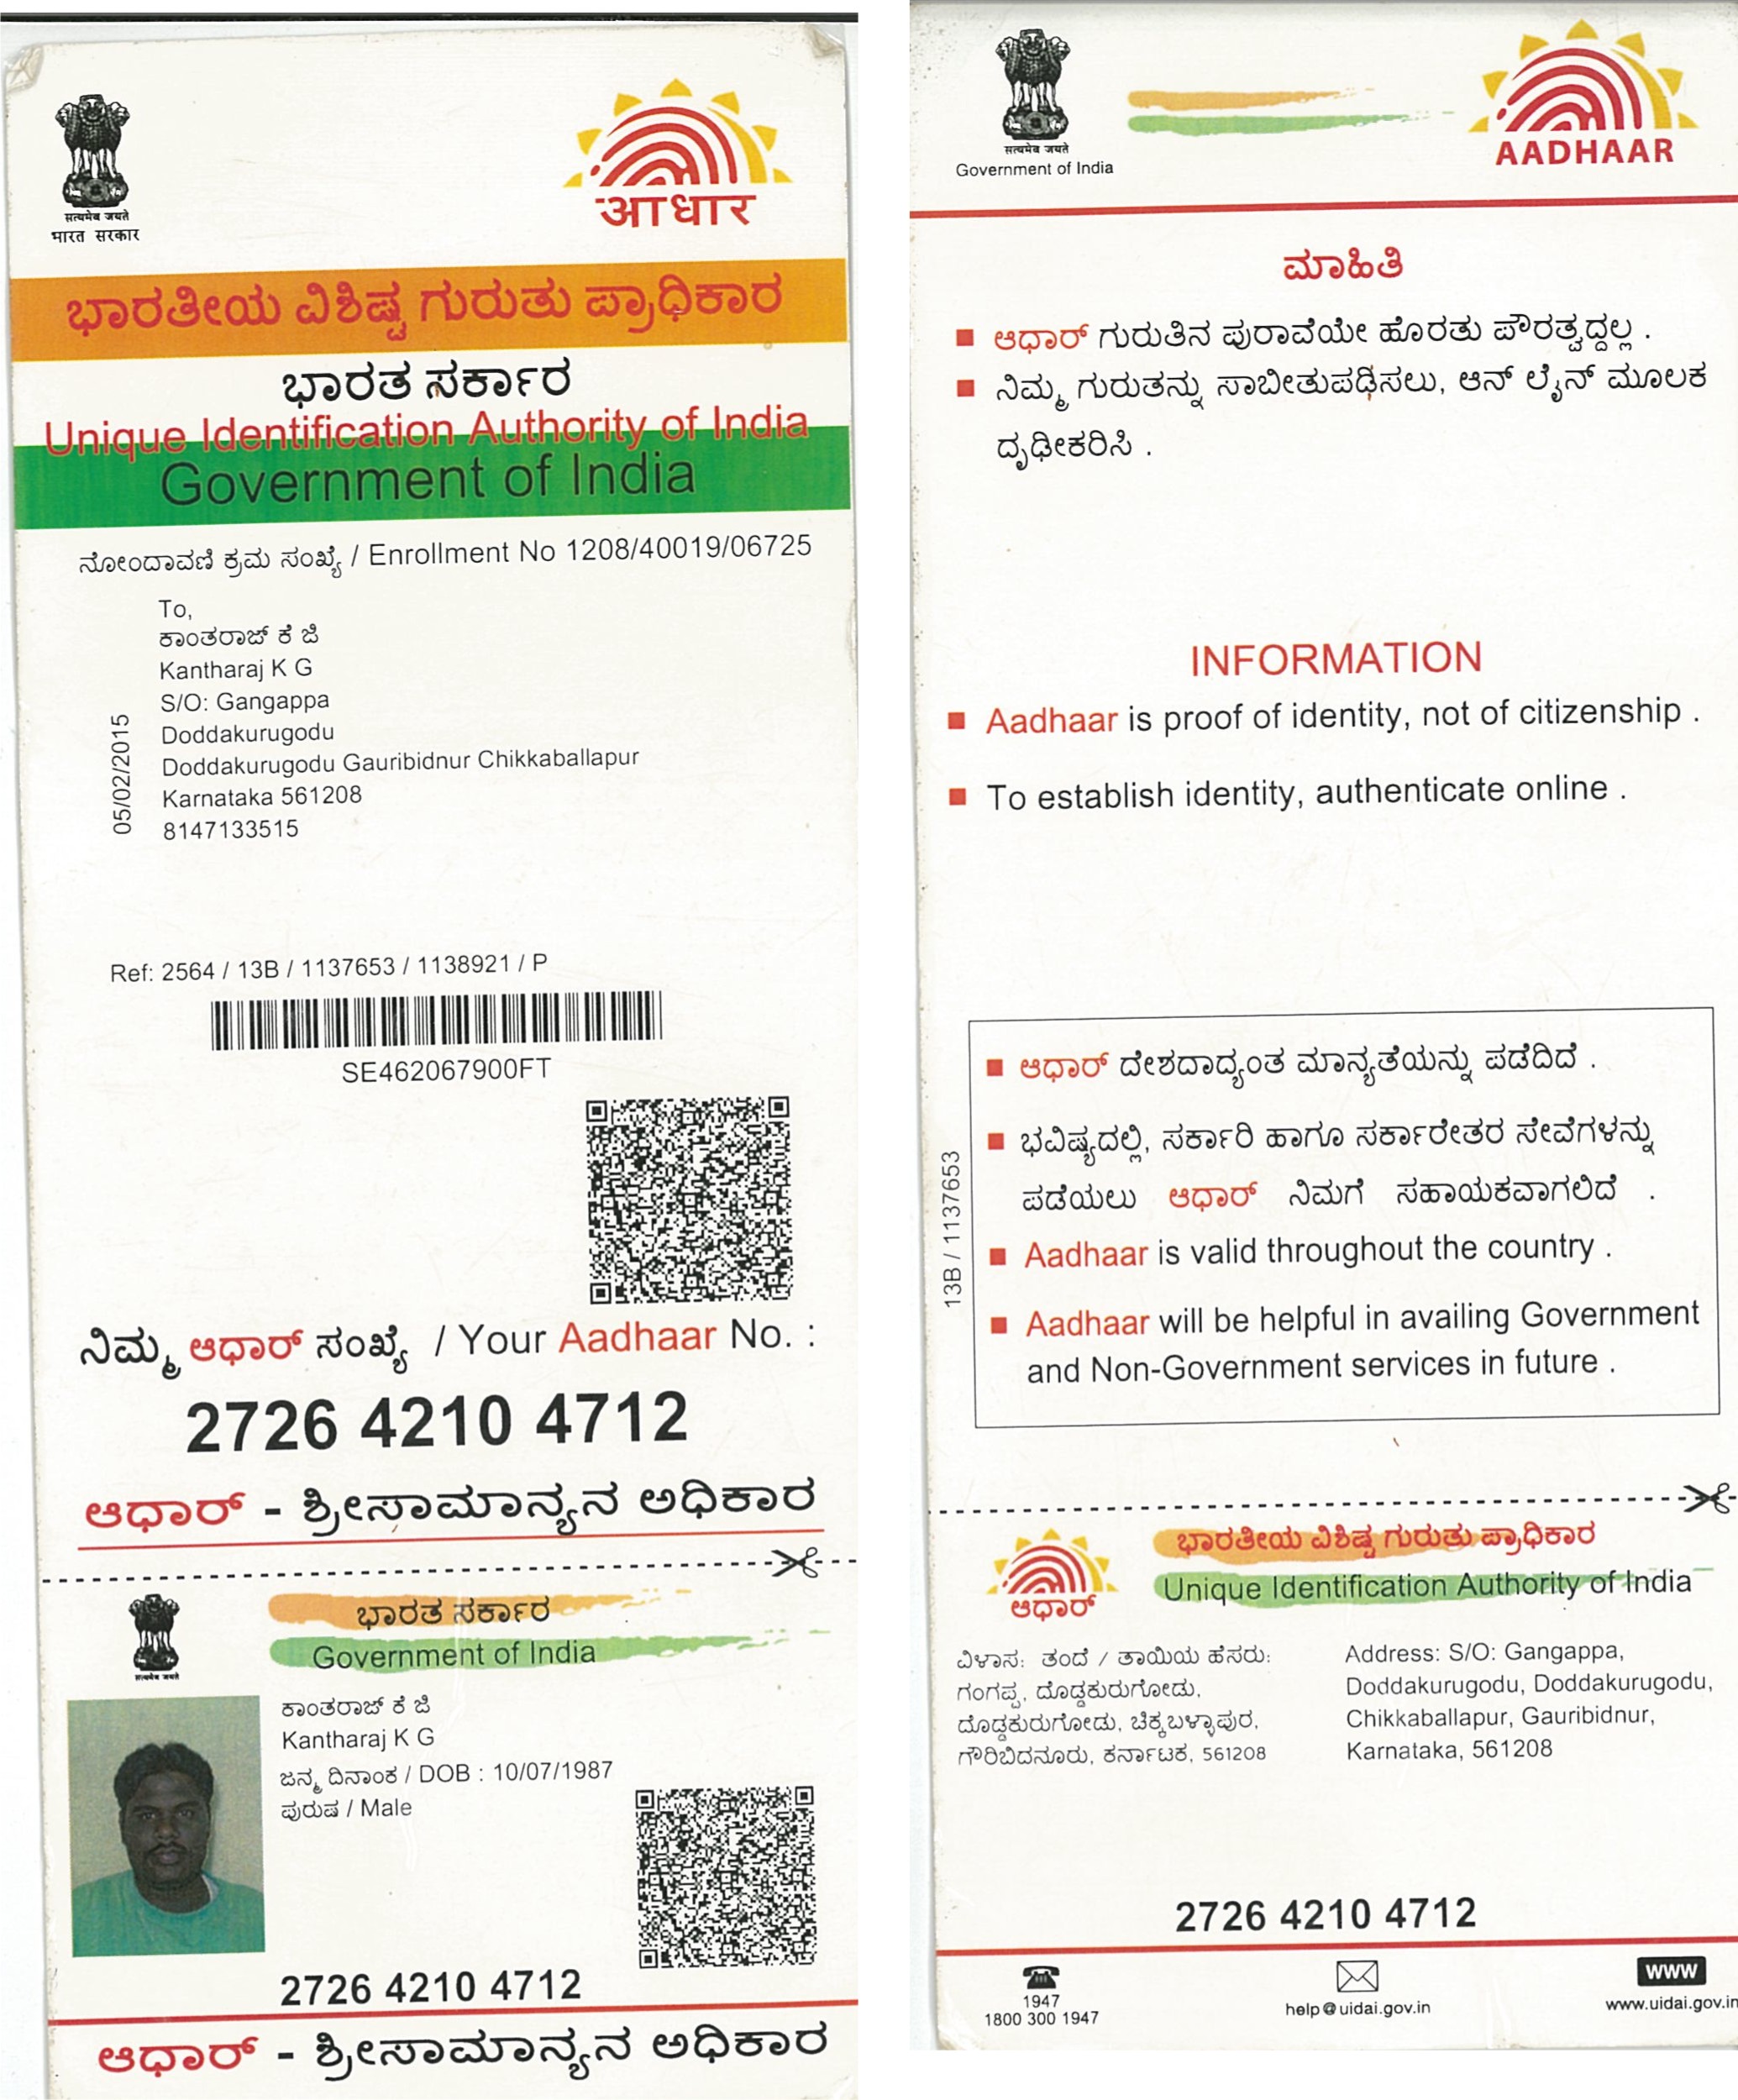 सत्यमेव जयते
भारत सरकार
आधार
ಭಾರತೀಯ ವಿಶಿಷ್ಟ ಗುರುತು ಪ್ರಾಧಿಕಾರ
ಭಾರತ ಸರ್ಕಾರ
Unique Identification Authority of India
Government of India
ನೋಂದಾವಣಿ ಕ್ರಮ ಸಂಖ್ಯೆ / Enrollment No 1208/40019/06725
To,
ಕಾಂತರಾಜ್ ಕೆ ಜಿ
Kantharaj K G
S/O: Gangappa
Doddakurugodu
Doddakurugodu Gauribidnur Chikkaballapur
Karnataka 561208
8147133515
05/02/2015
Ref: 2564 / 13B / 1137653 / 1138921 / P
SE462067900FT
ನಿಮ್ಮ ಆಧಾರ್ ಸಂಖ್ಯೆ / Your Aadhaar No. :
2726 4210 4712
ಆಧಾರ್ - ಶ್ರೀಸಾಮಾನ್ಯನ ಅಧಿಕಾರ
सत्यमेव जयते
ಭಾರತ ಸರ್ಕಾರ
Government of India
ಕಾಂತರಾಜ್ ಕೆ ಜಿ
Kantharaj K G
ಜನ್ಮ ದಿನಾಂಕ / DOB : 10/07/1987
ಪುರುಷ / Male
2726 4210 4712
ಆಧಾರ್ - ಶ್ರೀಸಾಮಾನ್ಯನ ಅಧಿಕಾರ
सत्यमेव जयते
Government of India
AADHAAR
ಮಾಹಿತಿ
ಆಧಾರ್ ಗುರುತಿನ ಪುರಾವೆಯೇ ಹೊರತು ಪೌರತ್ವದ್ದಲ್ಲ .
ನಿಮ್ಮ ಗುರುತನ್ನು ಸಾಬೀತುಪಡಿಸಲು, ಆನ್ ಲೈನ್ ಮೂಲಕ
ದೃಢೀಕರಿಸಿ .
INFORMATION
Aadhaar is proof of identity, not of citizenship .
To establish identity, authenticate online .
ಆಧಾರ್ ದೇಶದಾದ್ಯಂತ ಮಾನ್ಯತೆಯನ್ನು ಪಡೆದಿದೆ .
ಭವಿಷ್ಯದಲ್ಲಿ, ಸರ್ಕಾರಿ ಹಾಗೂ ಸರ್ಕಾರೇತರ ಸೇವೆಗಳನ್ನು
ಪಡೆಯಲು ಆಧಾರ್ ನಿಮಗೆ ಸಹಾಯಕವಾಗಲಿದೆ .
Aadhaar is valid throughout the country .
Aadhaar will be helpful in availing Government
and Non-Government services in future .
13B / 1137653
ಆಧಾರ್
ಭಾರತೀಯ ವಿಶಿಷ್ಟ ಗುರುತು ಪ್ರಾಧಿಕಾರ
Unique Identification Authority of India
ವಿಳಾಸ: ತಂದೆ / ತಾಯಿಯ ಹೆಸರು:
ಗಂಗಪ್ಪ, ದೊಡ್ಡಕುರುಗೋಡು,
ದೊಡ್ಡಕುರುಗೋಡು, ಚಿಕ್ಕಬಳ್ಳಾಪುರ,
ಗೌರಿಬಿದನೂರು, ಕರ್ನಾಟಕ, 561208
Address: S/O: Gangappa,
Doddakurugodu, Doddakurugodu,
Chikkaballapur, Gauribidnur,
Karnataka, 561208
2726 4210 4712
1947
1800 300 1947
help@uidai.gov.in
www
www.uidai.gov.in